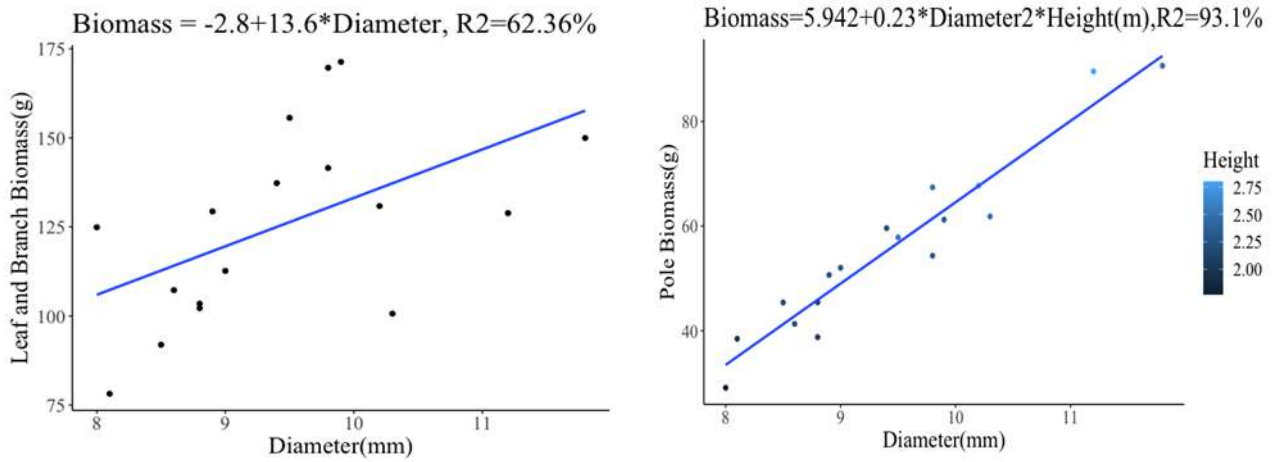 Biomass = -2.8+13.6*Diameter, R2=62.36%
175
150
125
100
75
Leaf and Branch Biomass(g)
8
9
10
11
Diameter(mm)
Biomass=5.942+0.23*Diameter2*Height(m),R2=93.1%
80
60
40
Pole Biomass(g)
8
9
10
11
Diameter(mm)
Height
2.75
2.50
2.25
2.00